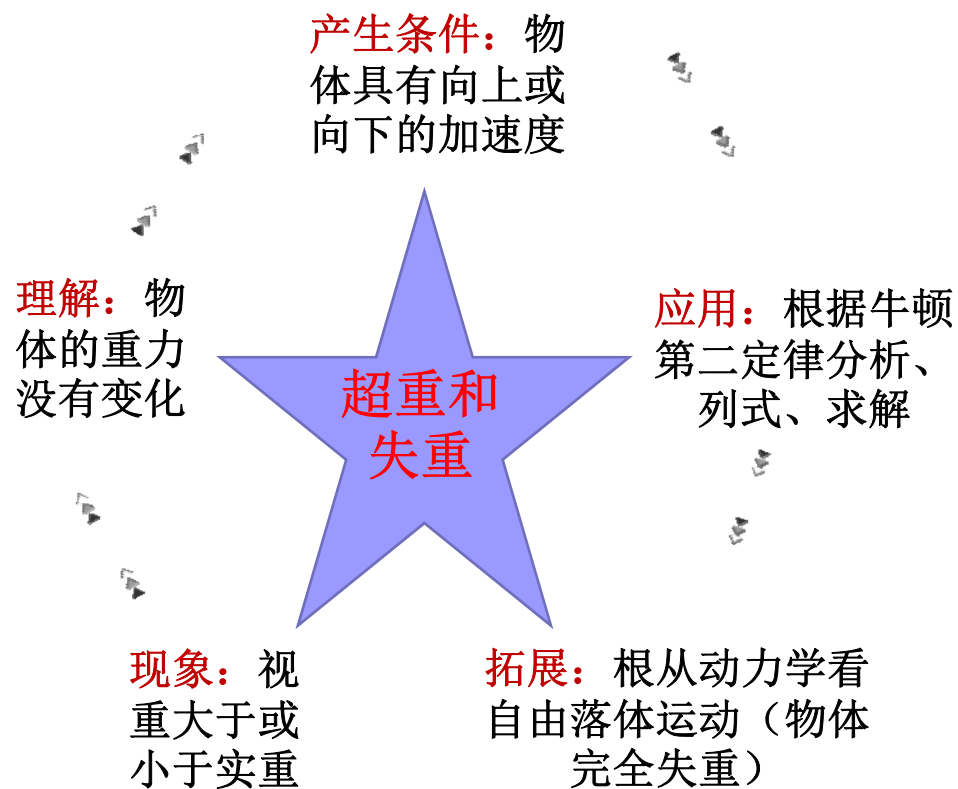 产生条件：物
体具有向上或
向下的加速度
理解：物
体的重力
没有变化
应用：根据牛顿
第二定律分析、
列式、求解
超重和
失重
现象：视
重大于或
小于实重
拓展：根从动力学看
自由落体运动（物体
完全失重）